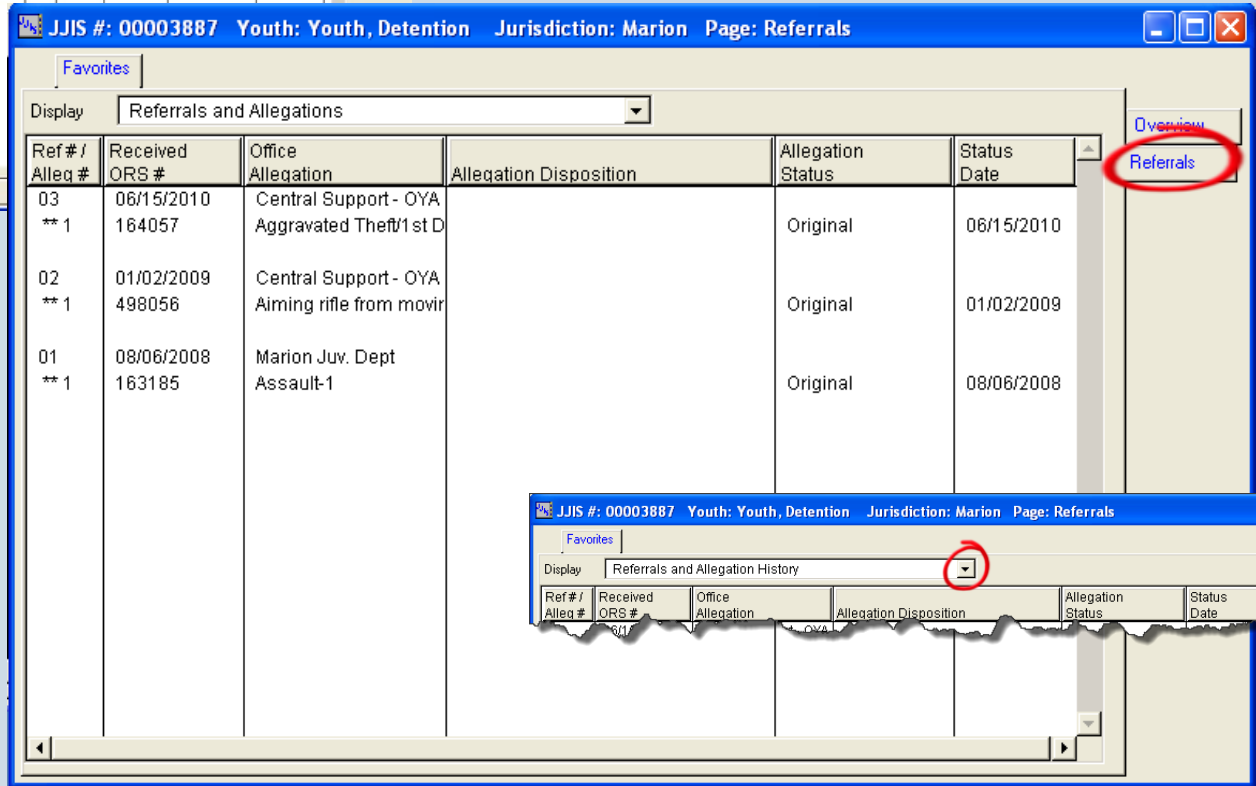 JJIS #: 00003887 Youth: Youth, Detention Jurisdiction: Marion Page: Referrals
Favorites
Display Referrals and Allegations
Overview
Referrals
Ref # / Received Office Allegation Status
Alleg # ORS # Allegation Allegation Disposition Status Date
03 06/15/2010 Central Support - OYA
** 1 164057 Aggravated Theft/1st D Original 06/15/2010
02 01/02/2009 Central Support - OYA
** 1 498056 Aiming rifle from movin Original 01/02/2009
01 08/06/2008 Marion Juv. Dept
** 1 163185 Assault-1 Original 08/06/2008
JJIS #: 00003887 Youth: Youth, Detention Jurisdiction: Marion Page: Referrals
Favorites
Display Referrals and Allegation History
Ref # / Received Office Allegation Status
Alleg # ORS # Allegation Allegation Disposition Status Date